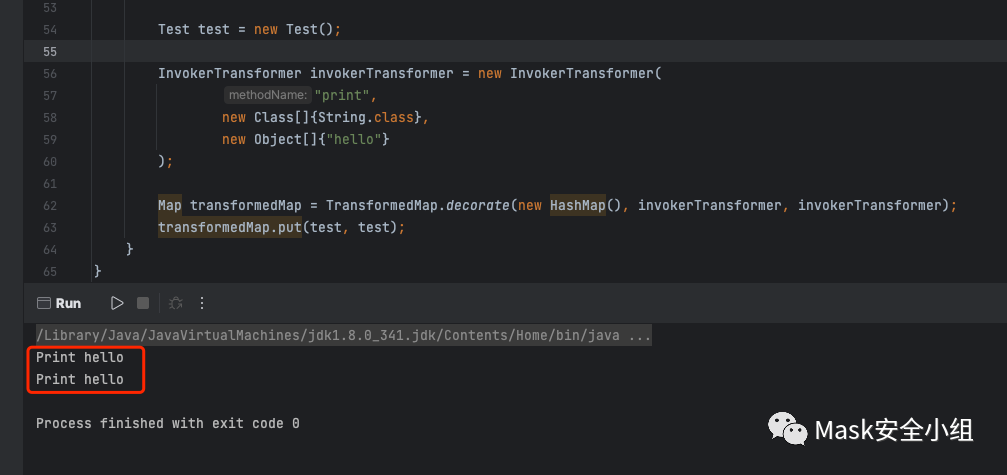 53
54 Test test = new Test();
55
56 InvokerTransformer invokerTransformer = new InvokerTransformer(
57 methodName: "print",
58 new Class[]{String.class},
59 new Object[]{"hello"}
60 );
61
62 Map transformedMap = TransformedMap.decorate(new HashMap(), invokerTransformer, invokerTransformer);
63 transformedMap.put(test, test);
64 }
65 }
Run
/Library/Java/JavaVirtualMachines/jdk1.8.0_341.jdk/Contents/Home/bin/java ...
Print hello
Print hello
Process finished with exit code 0
Mask安全小组